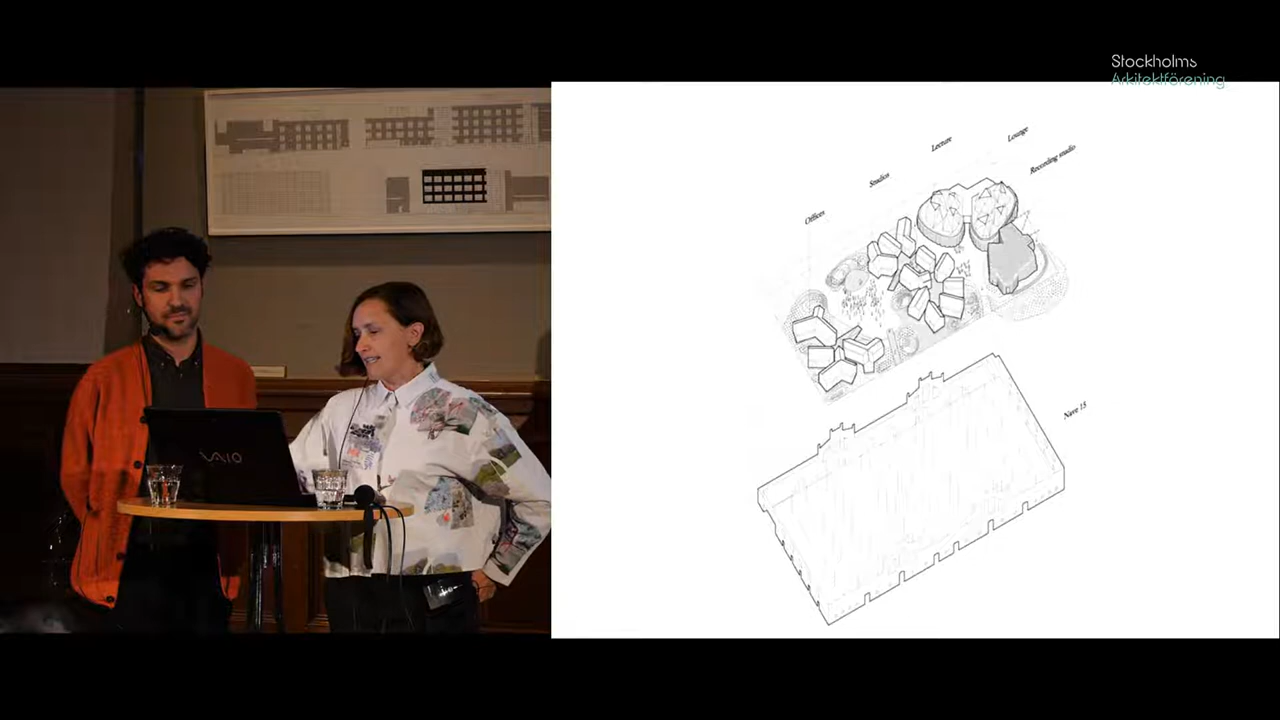 Stockholms
Arkitektförening
Lounge
Lecture
Recording studio
Studios
Offices
Nave 15
VAIO